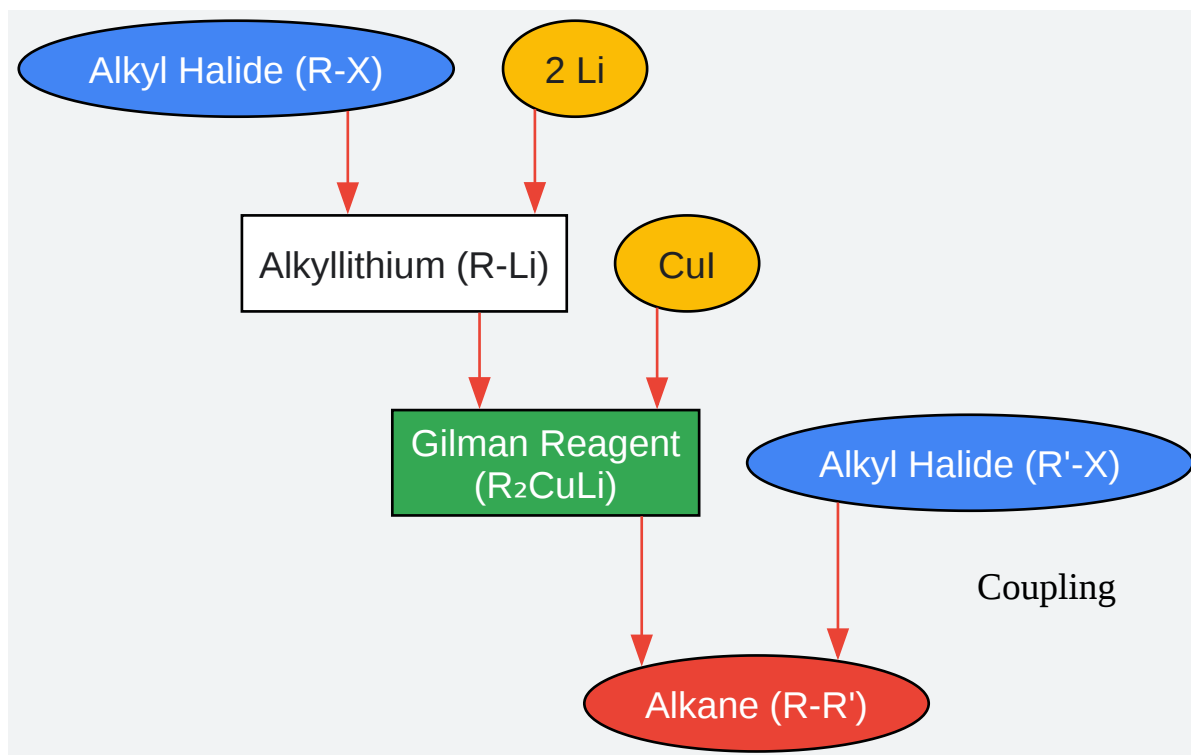 Alkyl Halide (R-X)
2 Li
Alkyllithium (R-Li)
CuI
Gilman Reagent
(R₂CuLi)
Alkyl Halide (R'-X)
Coupling
Alkane (R-R')